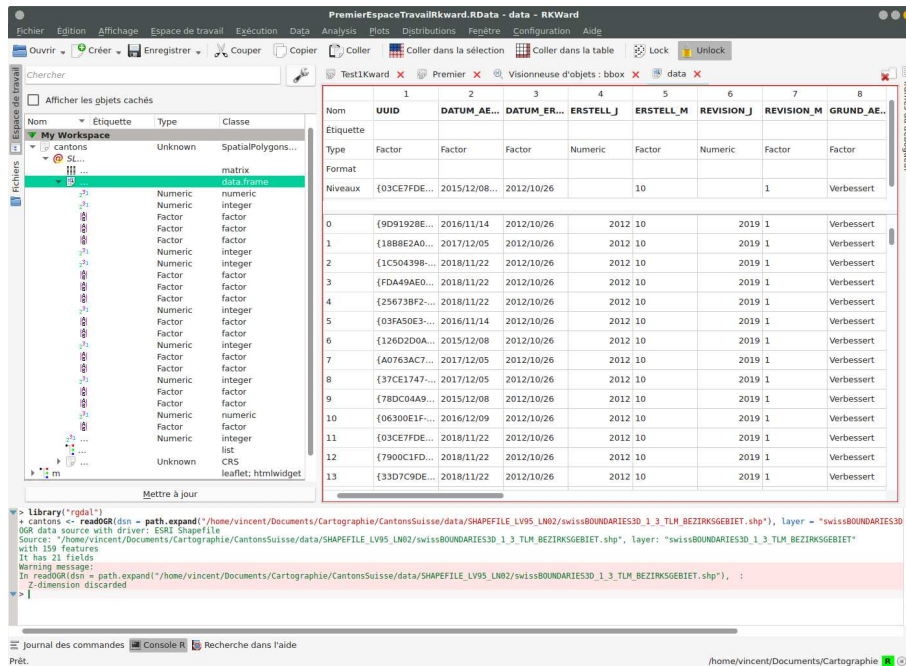 PremierEspaceTravailRkward.RData - data – RKWard
Fichier Édition Affichage Espace de travail Exécution Data Analysis Plots Distributions Fenêtre Configuration Aide
Ouvrir Créer Enregistrer Couper Copier Coller Coller dans la sélection Coller dans la table Lock Unlock
Espace de travail
Fichiers
Chercher
Afficher les objets cachés
Nom Étiquette Type Classe
My Workspace
cantons Unknown SpatialPolygons...
@ SL...
... matrix
... data.frame
Numeric numeric
Numeric integer
Factor factor
Factor factor
Numeric integer
Factor factor
Numeric integer
Factor factor
Factor factor
Factor factor
Numeric integer
Factor factor
Factor factor
Numeric integer
Factor factor
Factor factor
Numeric integer
Factor factor
Factor factor
Numeric numeric
Factor factor
... Numeric integer
... list
... Unknown CRS
m leaflet; htmlwidget
Mettre à jour
Test1Kward Premier Visionneuse d'objets : bbox data
1 2 3 4 5 6 7 8
Nom UUID DATUM_AE... DATUM_ER... ERSTELL_J ERSTELL_M REVISION_J REVISION_M GRUND_AE...
Étiquette
Type Factor Factor Factor Numeric Factor Numeric Factor Factor
Format
Niveaux {03CE7FDE... 2015/12/08... 2012/10/26 10 1 Verbessert
0 {9D91928E... 2016/11/14 2012/10/26 2012 10 2019 1 Verbessert
1 {18B8E2A0... 2017/12/05 2012/10/26 2012 10 2019 1 Verbessert
2 {1C504398-... 2018/11/22 2012/10/26 2012 10 2019 1 Verbessert
3 {FDA49AE0... 2018/11/22 2012/10/26 2012 10 2019 1 Verbessert
4 {25673BF2-... 2018/11/22 2012/10/26 2012 10 2019 1 Verbessert
5 {03FA50E3-... 2016/11/14 2012/10/26 2012 10 2019 1 Verbessert
6 {126D2D0A... 2015/12/08 2012/10/26 2012 10 2019 1 Verbessert
7 {A0763AC7... 2017/12/05 2012/10/26 2012 10 2019 1 Verbessert
8 {37CE1747-... 2017/12/05 2012/10/26 2012 10 2019 1 Verbessert
9 {78DC04A9... 2015/12/08 2012/10/26 2012 10 2019 1 Verbessert
10 {06300E1F-... 2016/12/09 2012/10/26 2012 10 2019 1 Verbessert
11 {03CE7FDE... 2018/11/22 2012/10/26 2012 10 2019 1 Verbessert
12 {7900C1FD... 2018/11/22 2012/10/26 2012 10 2019 1 Verbessert
13 {33D7C9DE... 2018/11/22 2012/10/26 2012 10 2019 1 Verbessert
> library("rgdal")
+ cantons <- readOGR(dsn = path.expand("/home/vincent/Documents/Cartographie/CantonsSuisse/data/SHAPEFILE_LV95_LN02/swissBOUNDARIES3D_1_3_TLM_BEZIRKSGEBIET.shp"), layer = "swissBOUNDARIES3D
OGR data source with driver: ESRI Shapefile
Source: "/home/vincent/Documents/Cartographie/CantonsSuisse/data/SHAPEFILE_LV95_LN02/swissBOUNDARIES3D_1_3_TLM_BEZIRKSGEBIET.shp", layer: "swissBOUNDARIES3D_1_3_TLM_BEZIRKSGEBIET"
with 159 features
It has 21 fields
Warning message:
In readOGR(dsn = path.expand("/home/vincent/Documents/Cartographie/CantonsSuisse/data/SHAPEFILE_LV95_LN02/swissBOUNDARIES3D_1_3_TLM_BEZIRKSGEBIET.shp"), :
Z-dimension discarded
>
Journal des commandes Console R Recherche dans l'aide
Prêt. /home/vincent/Documents/Cartographie R